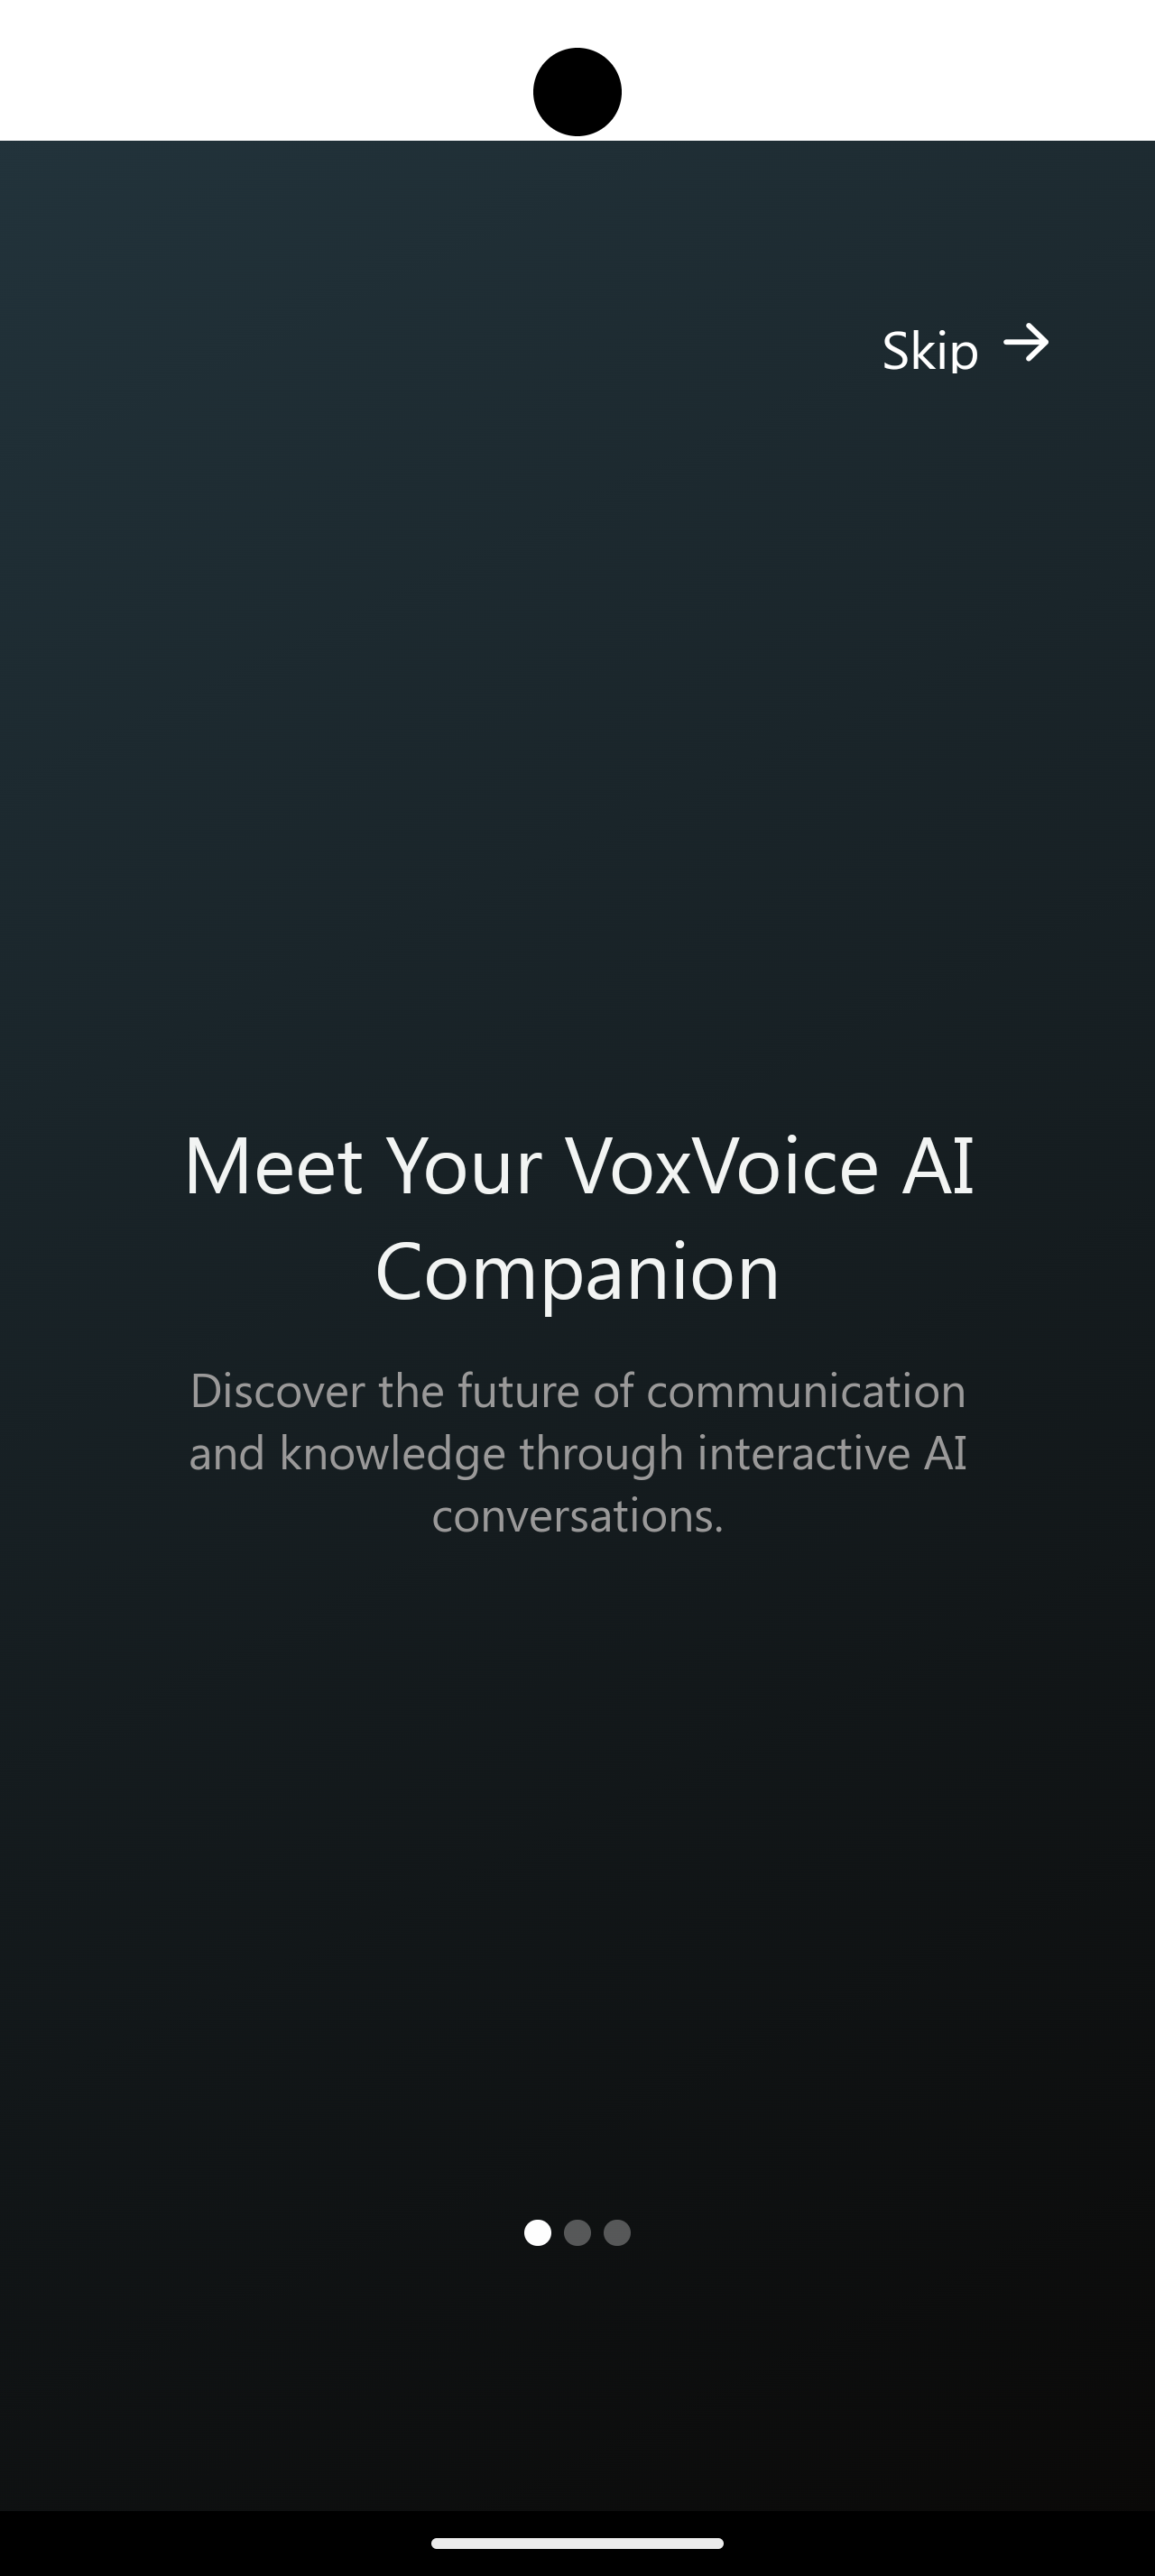 Skip
Meet Your VoxVoice AI
Companion
Discover the future of communication
and knowledge through interactive AI
conversations.